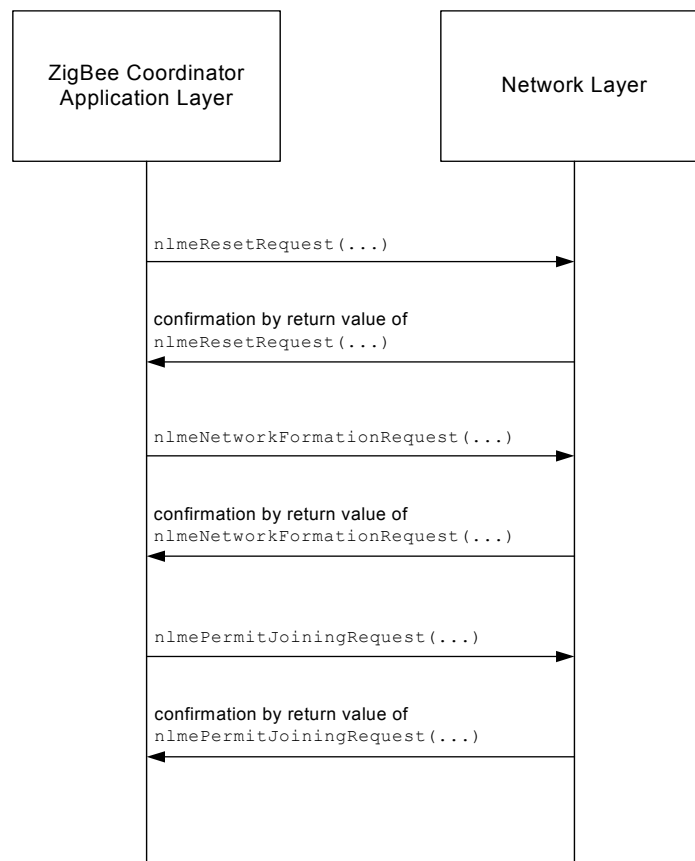 ZigBee Coordinator
Application Layer
Network Layer
nlmeResetRequest(...)
confirmation by return value of
nlmeResetRequest(...)
nlmeNetworkFormationRequest(...)
confirmation by return value of
nlmeNetworkFormationRequest(...)
nlmePermitJoiningRequest(...)
confirmation by return value of
nlmePermitJoiningRequest(...)